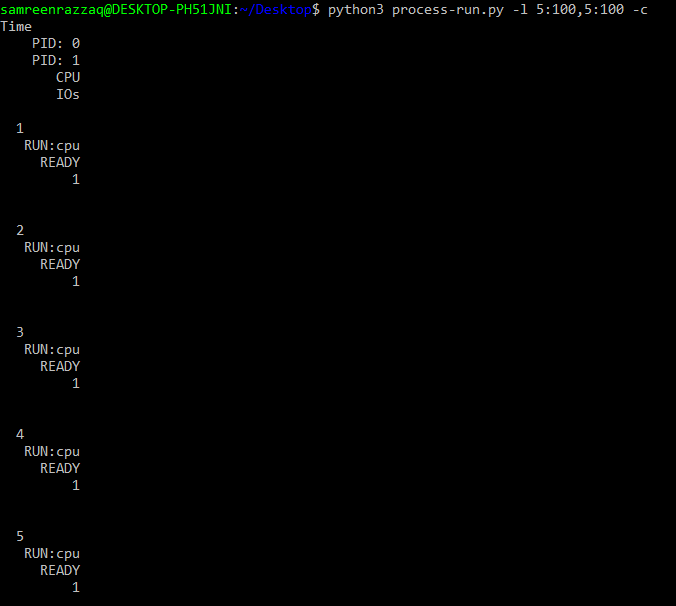 samreenrazzaq@DESKTOP-PH51JNI:~/Desktop$ python3 process-run.py -l 5:100,5:100 -c
Time
PID: 0
PID: 1
CPU
IOs
1
RUN:cpu
READY
1
2
RUN:cpu
READY
1
3
RUN:cpu
READY
1
4
RUN:cpu
READY
1
5
RUN:cpu
READY
1